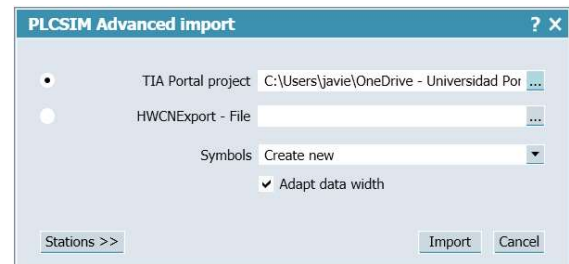 PLCSIM Advanced import ? X
TIA Portal project C:\Users\javie\OneDrive - Universidad Por ...
HWCNExport - File ...
Symbols Create new
Adapt data width
Stations >> Import Cancel